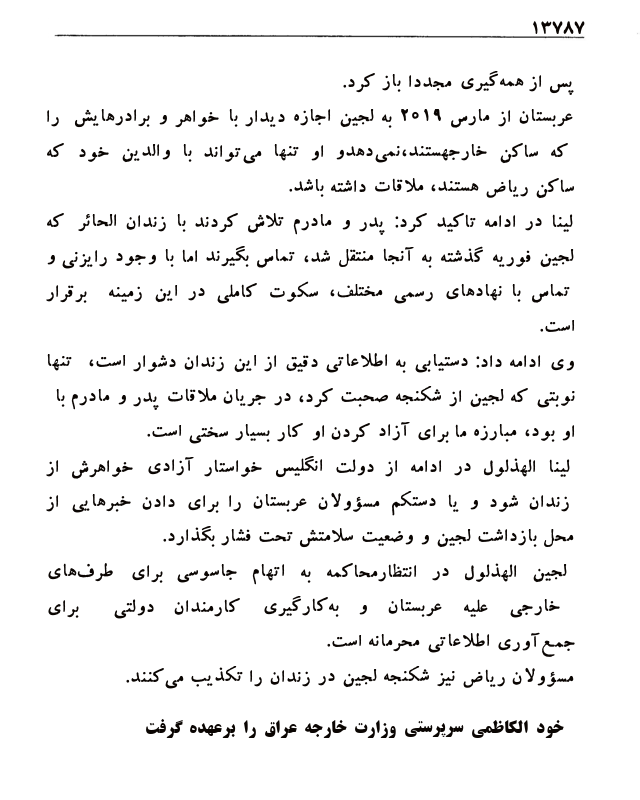 ۱۳۷۸۷
پس از همه‌گیری مجددا باز کرد.
عربستان از مارس ۲۰۱۹ به لجین اجازه دیدار با خواهر و برادرهایش را
که ساکن خارجهستند،نمی‌دهدو او تنها می‌تواند با والدین خود که
ساکن ریاض هستند، ملاقات داشته باشد.
لینا در ادامه تاکید کرد: پدر و مادرم تلاش کردند با زندان الحائر که
لجین فوریه گذشته به آنجا منتقل شد، تماس بگیرند اما با وجود رایزنی و
تماس با نهادهای رسمی مختلف، سکوت کاملی در این زمینه برقرار
است.
وی ادامه داد: دستیابی به اطلاعاتی دقیق از این زندان دشوار است، تنها
نوبتی که لجین از شکنجه صحبت کرد، در جریان ملاقات پدر و مادرم با
او بود، مبارزه ما برای آزاد کردن او کار بسیار سختی است.
لینا الهذلول در ادامه از دولت انگلیس خواستار آزادی خواهرش از
زندان شود و یا دستکم مسؤولان عربستان را برای دادن خبرهایی از
محل بازداشت لجین و وضعیت سلامتش تحت فشار بگذارد.
لجین الهذلول در انتظارمحاکمه به اتهام جاسوسی برای طرف‌های
خارجی علیه عربستان و به‌کارگیری کارمندان دولتی برای
جمع‌آوری اطلاعاتی محرمانه است.
مسؤولان ریاض نیز شکنجه لجین در زندان را تکذیب می‌کنند.
خود الکاظمی سرپرستی وزارت خارجه عراق را برعهده گرفت